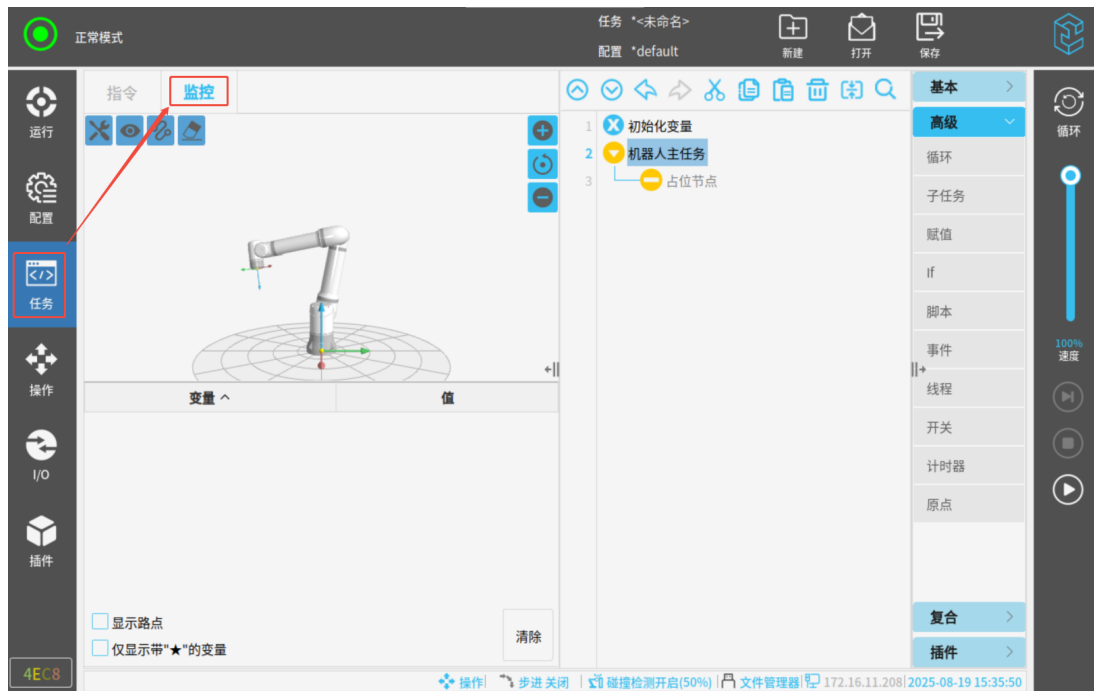 正常模式
任务 *<未命名>
配置 *default
新建
打开
保存
运行
配置
任务
操作
I/O
插件
4EC8
指令
监控
变量
值
显示路点
仅显示带"★"的变量
清除
1 初始化变量
2 机器人主任务
3 占位节点
基本
高级
循环
子任务
赋值
If
脚本
事件
线程
开关
计时器
原点
复合
插件
循环
100%
速度
操作 步进 关闭 碰撞检测开启(50%) 文件管理器 172.16.11.208 2025-08-19 15:35:50